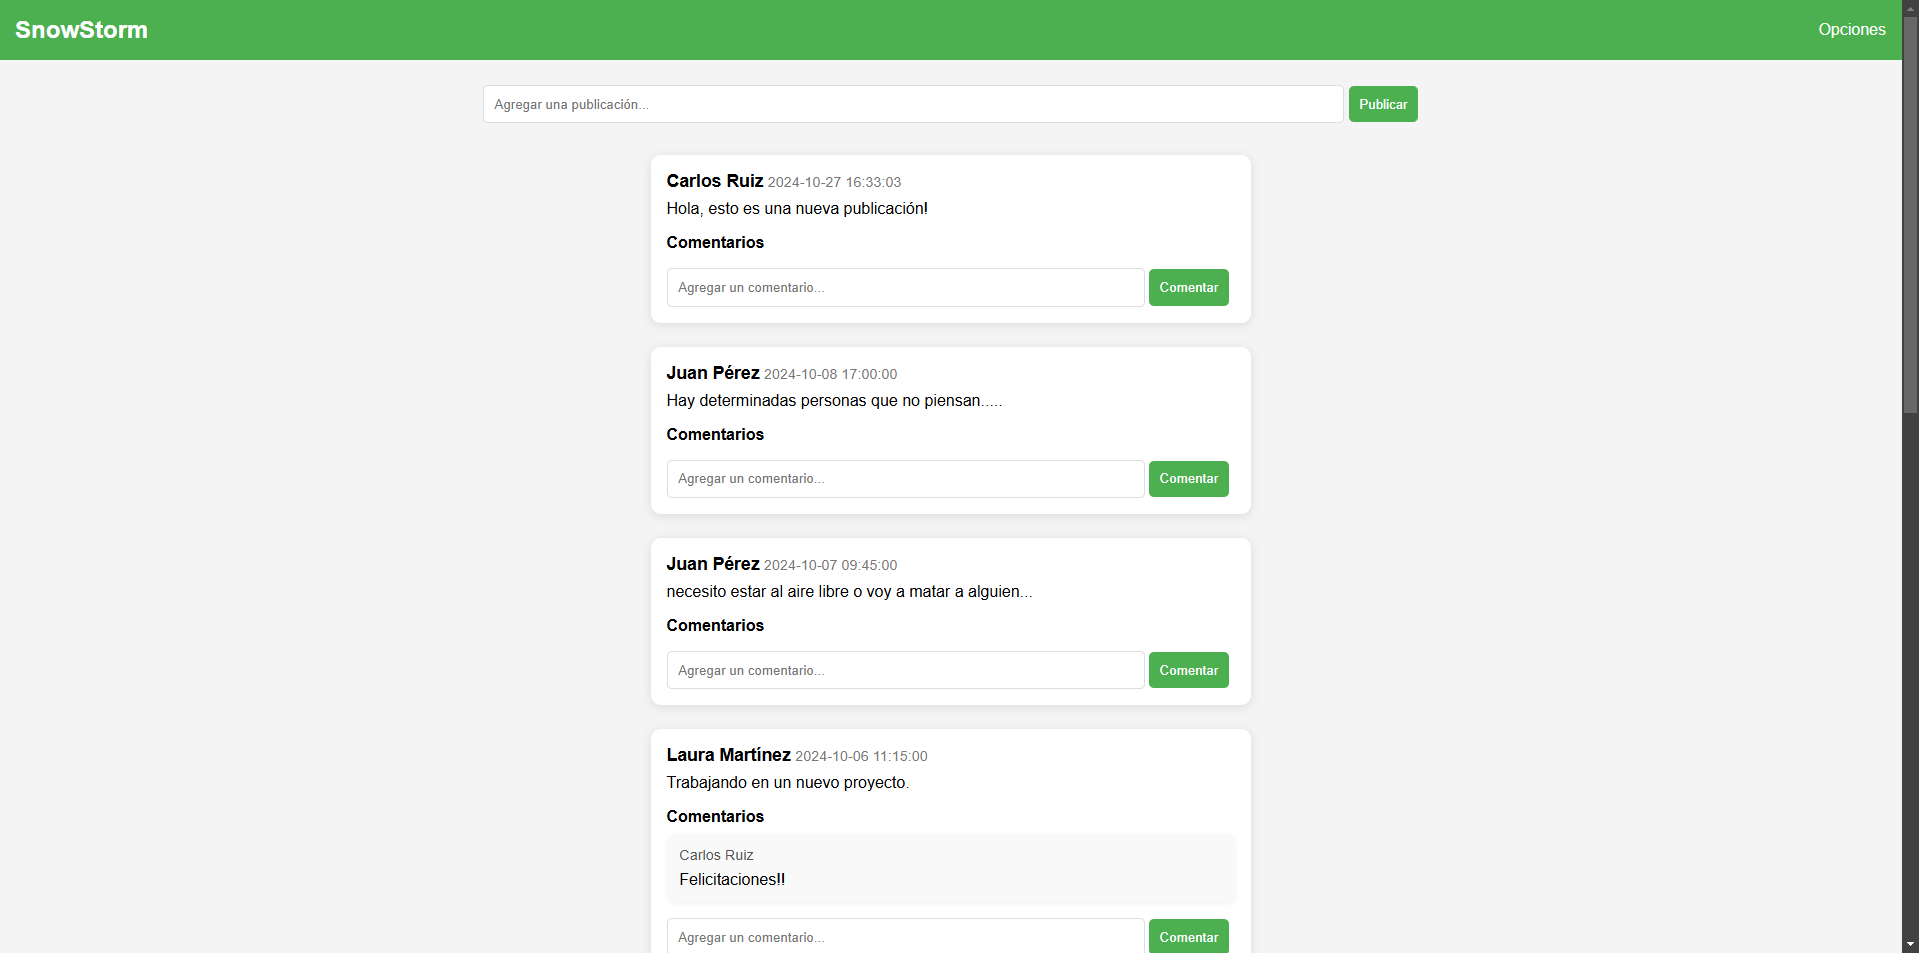 SnowStorm
Opciones
Agregar una publicación...
Publicar
Carlos Ruiz 2024-10-27 16:33:03
Hola, esto es una nueva publicación!
Comentarios
Agregar un comentario...
Comentar
Juan Pérez 2024-10-08 17:00:00
Hay determinadas personas que no piensan.....
Comentarios
Agregar un comentario...
Comentar
Juan Pérez 2024-10-07 09:45:00
necesito estar al aire libre o voy a matar a alguien...
Comentarios
Agregar un comentario...
Comentar
Laura Martínez 2024-10-06 11:15:00
Trabajando en un nuevo proyecto.
Comentarios
Carlos Ruiz
Felicitaciones!!
Agregar un comentario...
Comentar